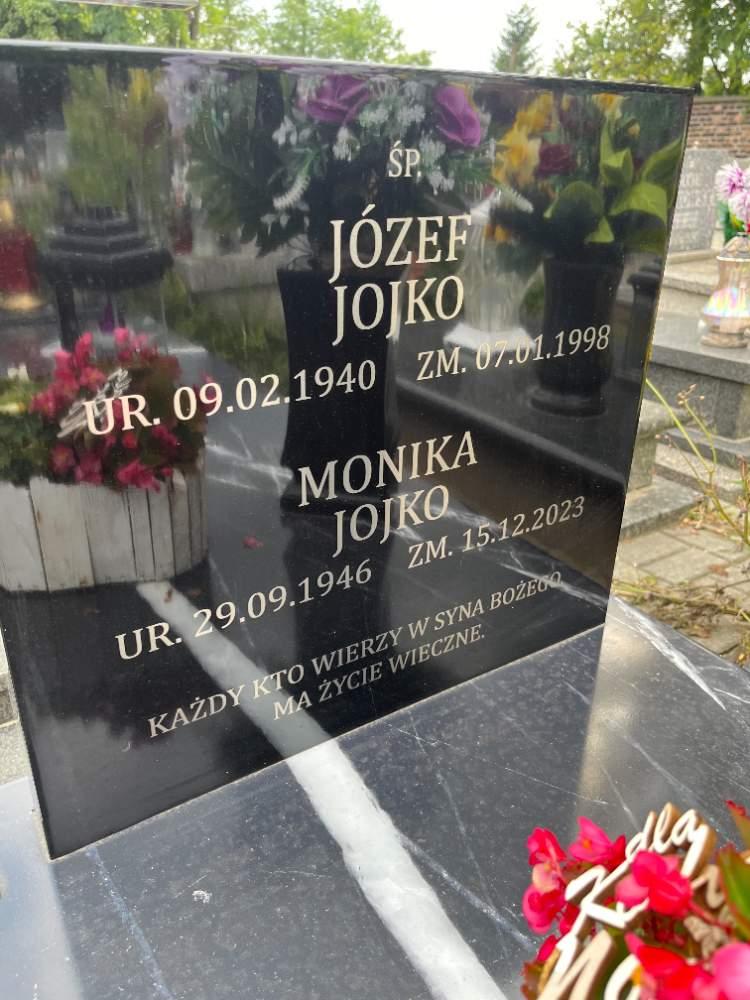 ŚP.
JÓZEF
JOJKO
UR. 09.02.1940 ZM. 07.01.1998
MONIKA
JOJKO
UR. 29.09.1946 ZM. 15.12.2023
KAŻDY KTO WIERZY W SYNA BOŻEGO
MA ŻYCIE WIECZNE.
dla